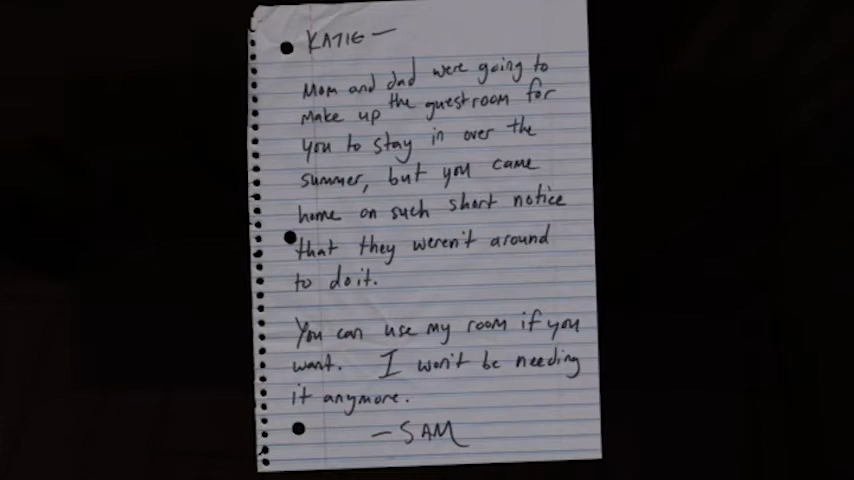 KATIE—
Mom and dad were going to
make up the guestroom for
you to stay in over the
summer, but you came
home on such short notice
that they weren't around
to do it.
You can use my room if you
want. I won't be needing
it anymore.
—SAM